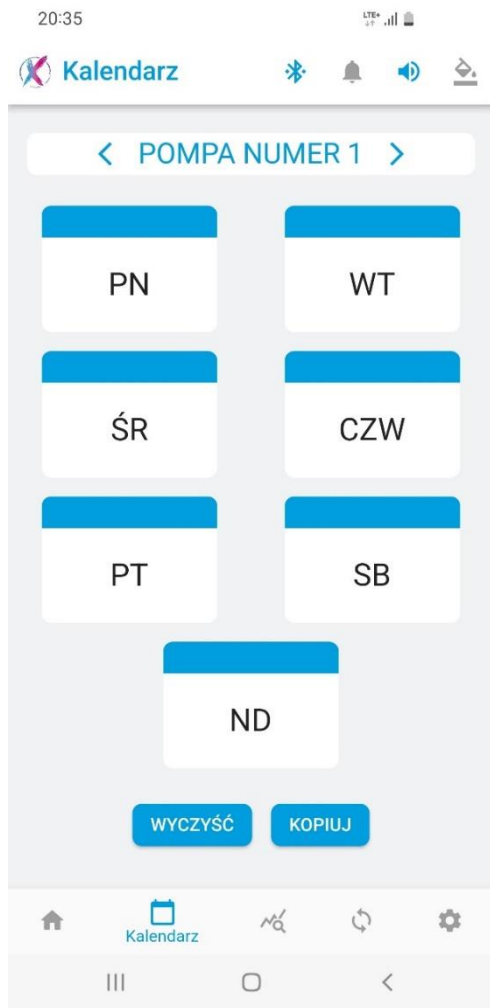 20:35 LTE+
Kalendarz
POMPA NUMER 1
PN WT
ŚR CZW
PT SB
ND
WYCZYŚĆ KOPIUJ
Kalendarz